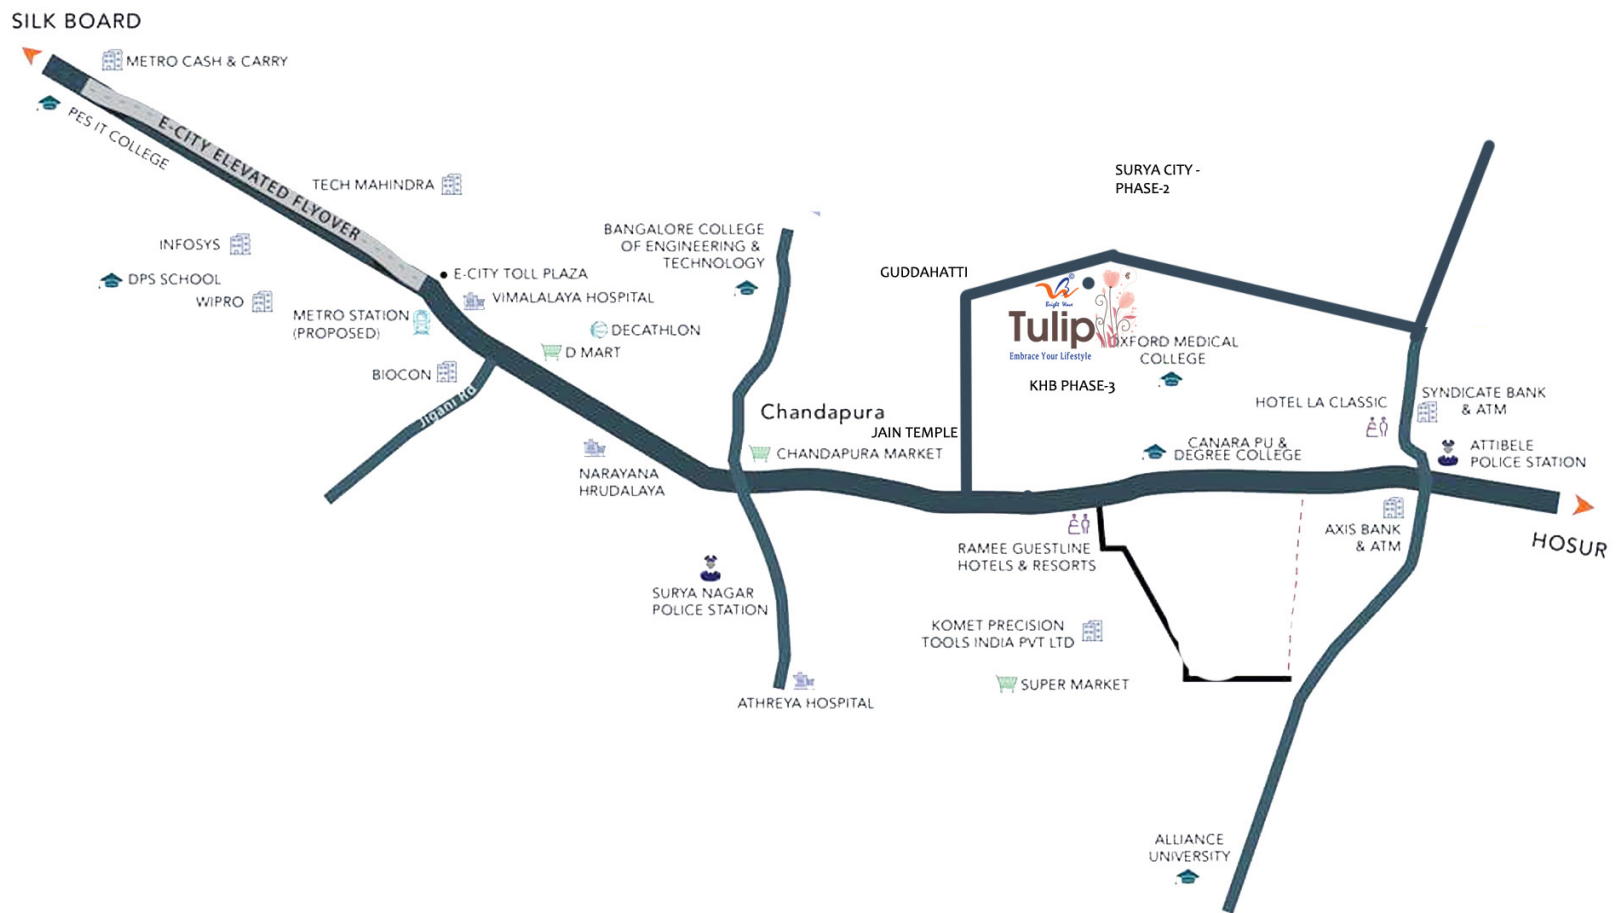 SILK BOARD
METRO CASH & CARRY
PES IT COLLEGE
E-CITY ELEVATED FLYOVER
TECH MAHINDRA
INFOSYS
DPS SCHOOL
WIPRO
E-CITY TOLL PLAZA
VIMALALAYA HOSPITAL
METRO STATION
(PROPOSED)
DECATHLON
D MART
BIOCON
Jigani Rd
BANGALORE COLLEGE
OF ENGINEERING &
TECHNOLOGY
SURYA CITY -
PHASE-2
GUDDAHATTI
Bright Wave
Tulip
Embrace Your Lifestyle
OXFORD MEDICAL
COLLEGE
KHB PHASE-3
Chandapura
JAIN TEMPLE
CHANDAPURA MARKET
NARAYANA
HRUDALAYA
HOTEL LA CLASSIC
SYNDICATE BANK
& ATM
CANARA PU &
DEGREE COLLEGE
ATTIBELE
POLICE STATION
AXIS BANK
& ATM
HOSUR
RAMEE GUESTLINE
HOTELS & RESORTS
SURYA NAGAR
POLICE STATION
KOMET PRECISION
TOOLS INDIA PVT LTD
SUPER MARKET
ATHREYA HOSPITAL
ALLIANCE
UNIVERSITY